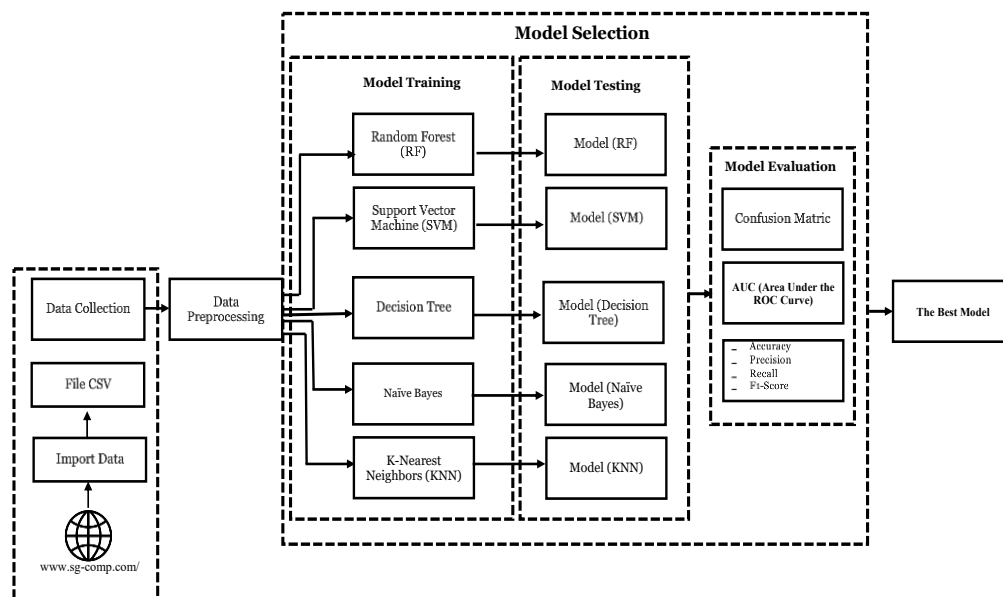 Model Selection
Model Training
Model Testing
Random Forest
(RF)
Model (RF)
Support Vector
Machine (SVM)
Model (SVM)
Decision Tree
Model (Decision
Tree)
Naïve Bayes
Model (Naïve
Bayes)
K-Nearest
Neighbors (KNN)
Model (KNN)
Model Evaluation
Confusion Matric
AUC (Area Under the
ROC Curve)
– Accuracy
– Precision
– Recall
– F1-Score
Data Collection
Data
Preprocessing
File CSV
Import Data
www.sg-comp.com/
The Best Model